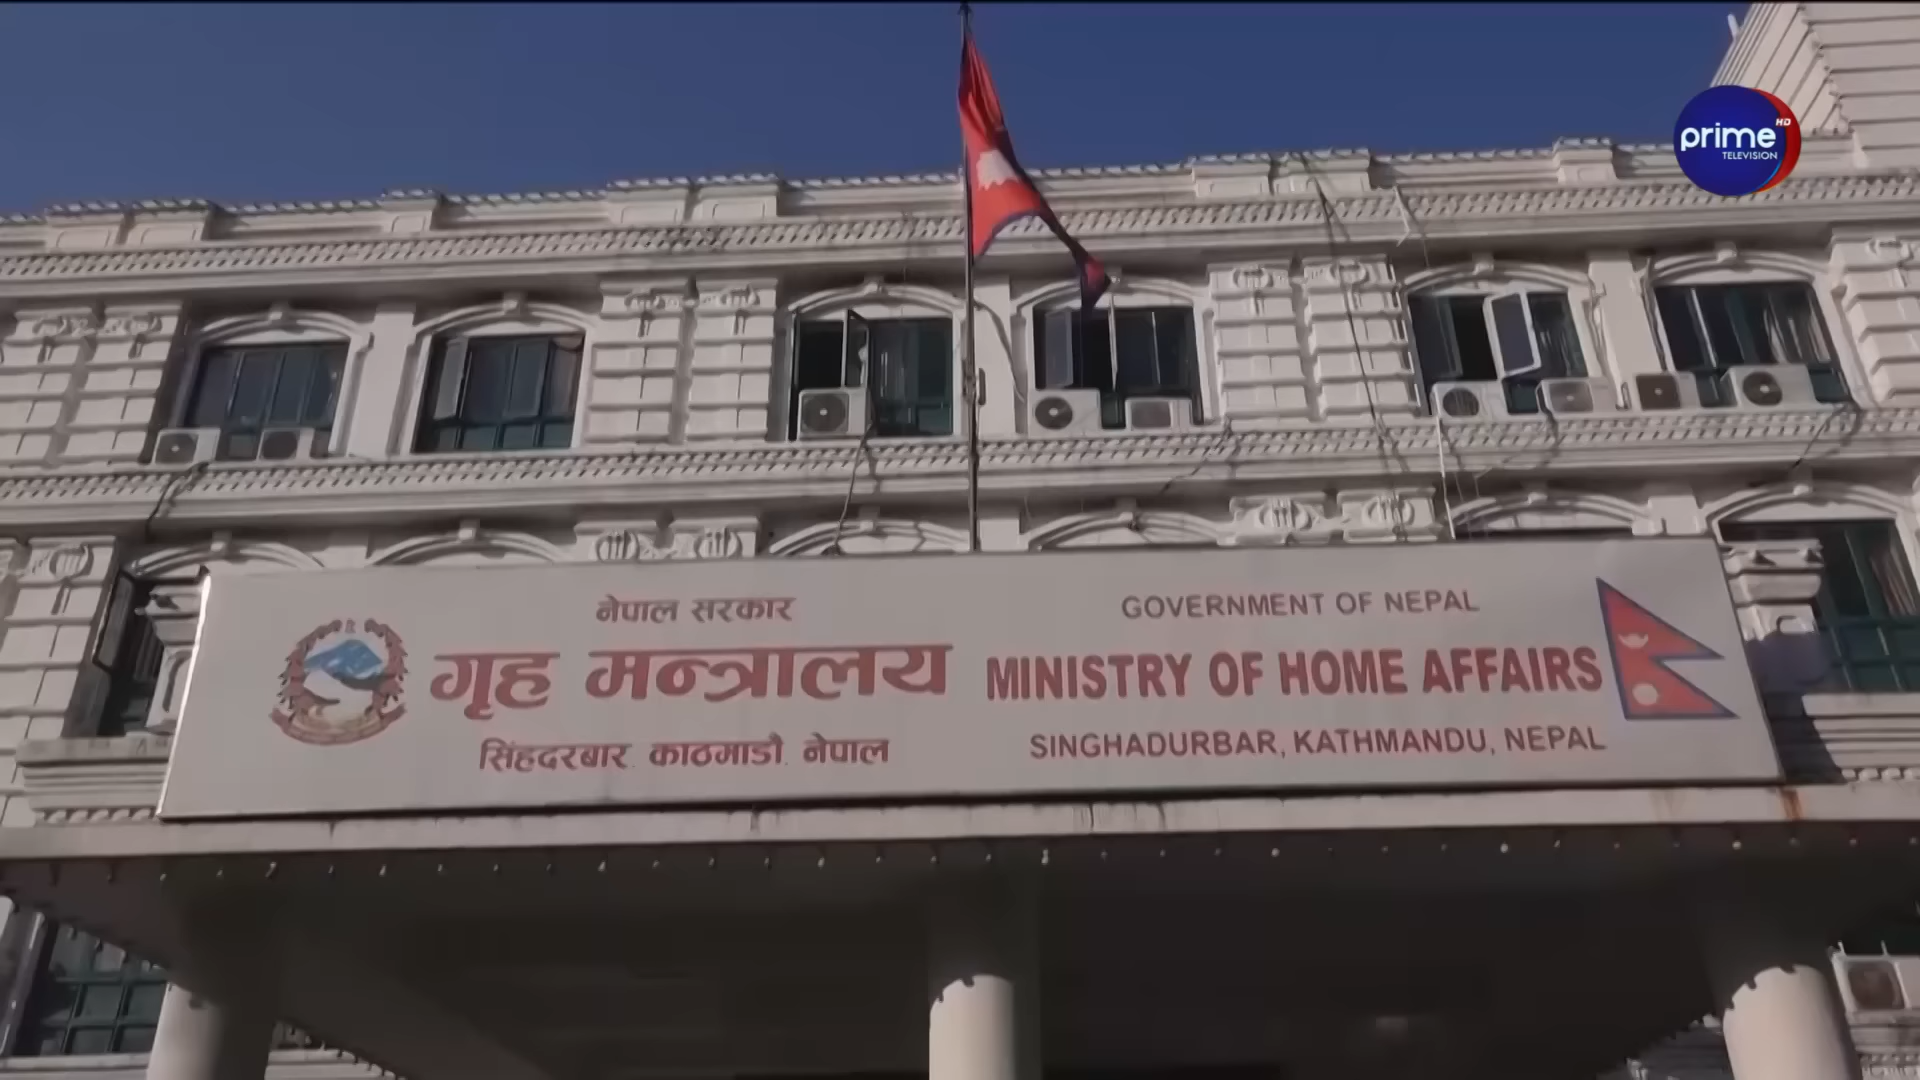 prime HD
TELEVISION
नेपाल सरकार
गृह मन्त्रालय
सिंहदरबार, काठमाडौं, नेपाल
GOVERNMENT OF NEPAL
MINISTRY OF HOME AFFAIRS
SINGHADURBAR, KATHMANDU, NEPAL